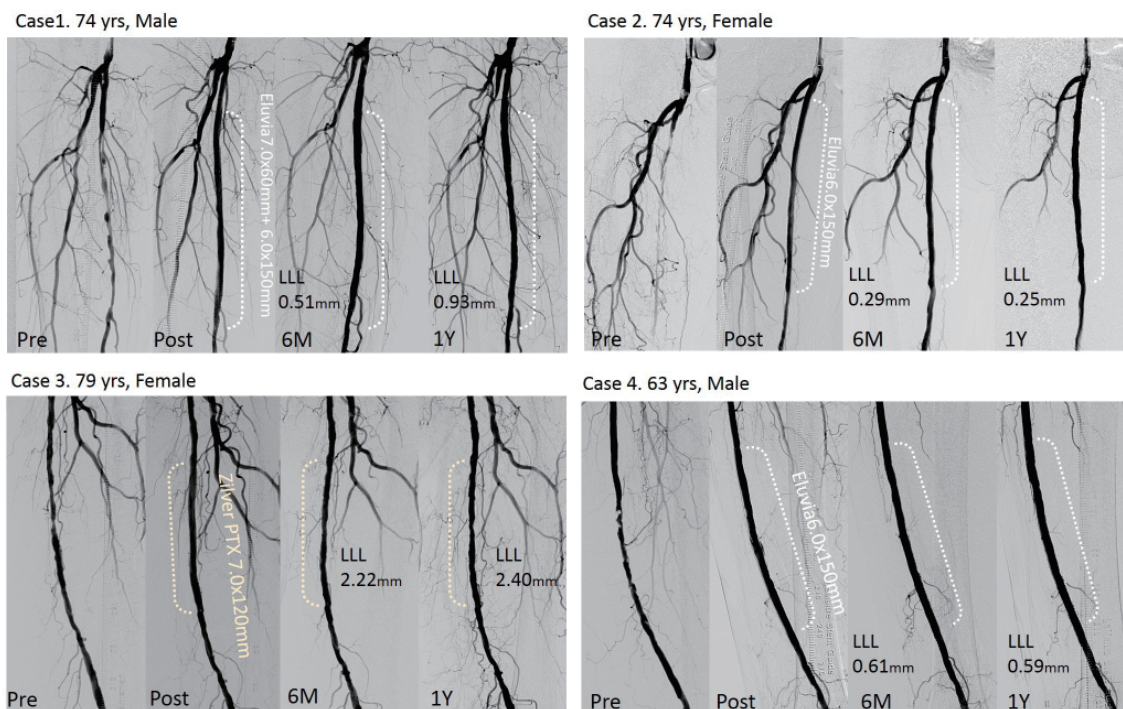 Case1. 74 yrs, Male
Eluvia7.0x60mm+ 6.0x150mm
LLL
0.51mm
LLL
0.93mm
Pre
Post
6M
1Y
Case 2. 74 yrs, Female
Eluvia6.0x150mm
LLL
0.29mm
LLL
0.25mm
Pre
Post
6M
1Y
Case 3. 79 yrs, Female
Zilver PTX 7.0x120mm
LLL
2.22mm
LLL
2.40mm
Pre
Post
6M
1Y
Case 4. 63 yrs, Male
Eluvia6.0x150mm
LLL
0.61mm
LLL
0.59mm
Pre
Post
6M
1Y